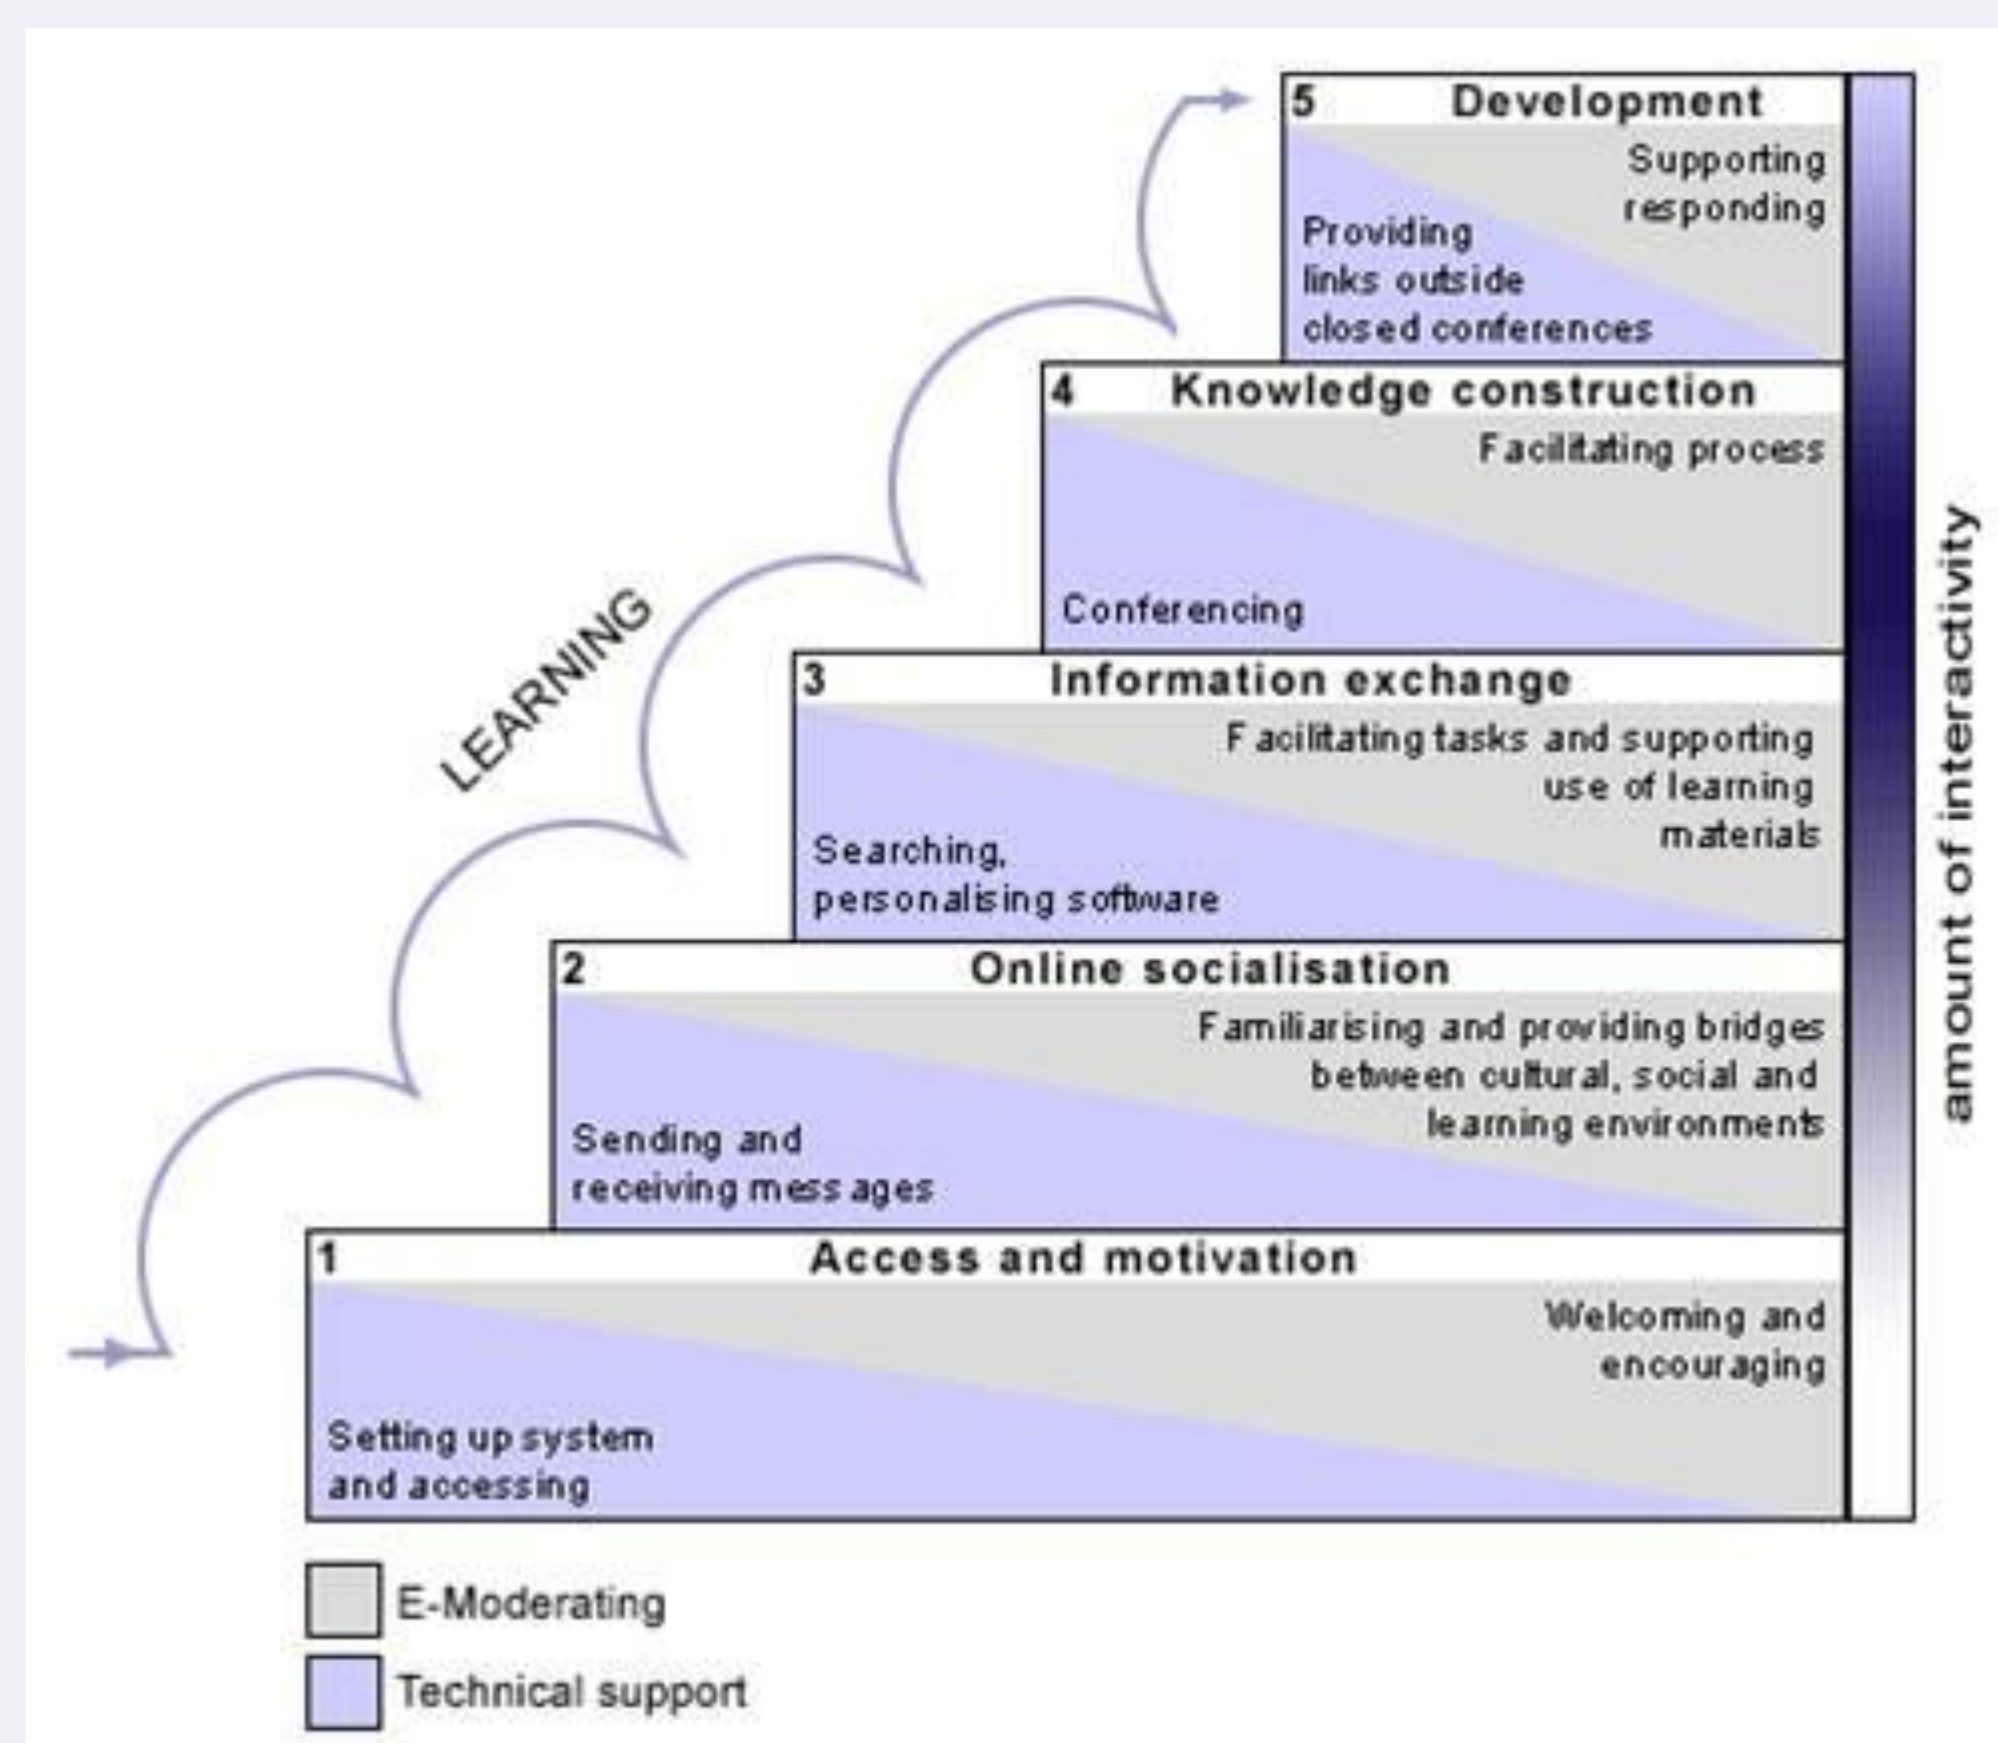 5 Development
Supporting
responding
Providing
links outside
closed conferences
4 Knowledge construction
Facilitating process
Conferencing
3 Information exchange
Facilitating tasks and supporting
use of learning
materials
Searching,
personalising software
2 Online socialisation
Familiarising and providing bridges
between cultural, social and
learning environments
Sending and
receiving messages
1 Access and motivation
Welcoming and
encouraging
Setting up system
and accessing
LEARNING
amount of interactivity
E-Moderating
Technical support